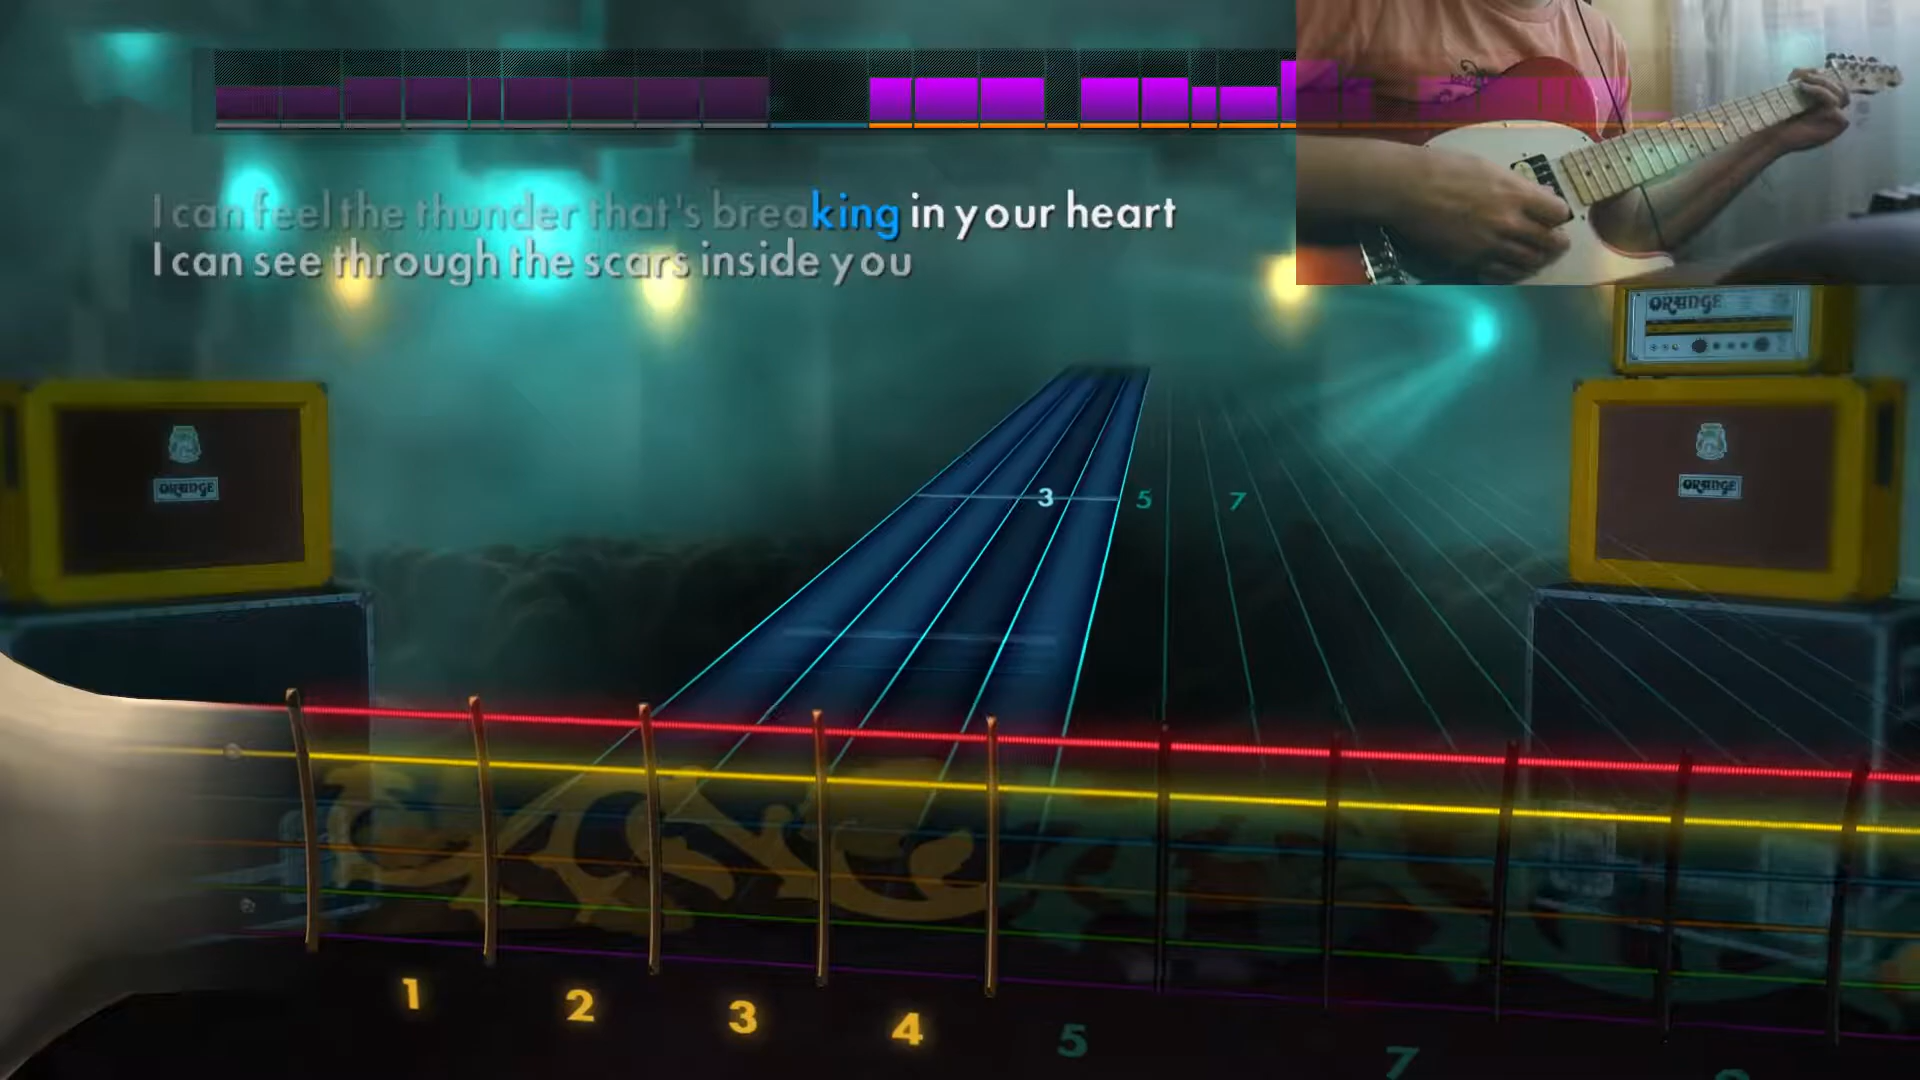 I can feel the thunder that's breaking in your heart
I can see through the scars inside you
ORANGE
ORANGE
ORANGE
3 5 7
1 2 3 4 5 7